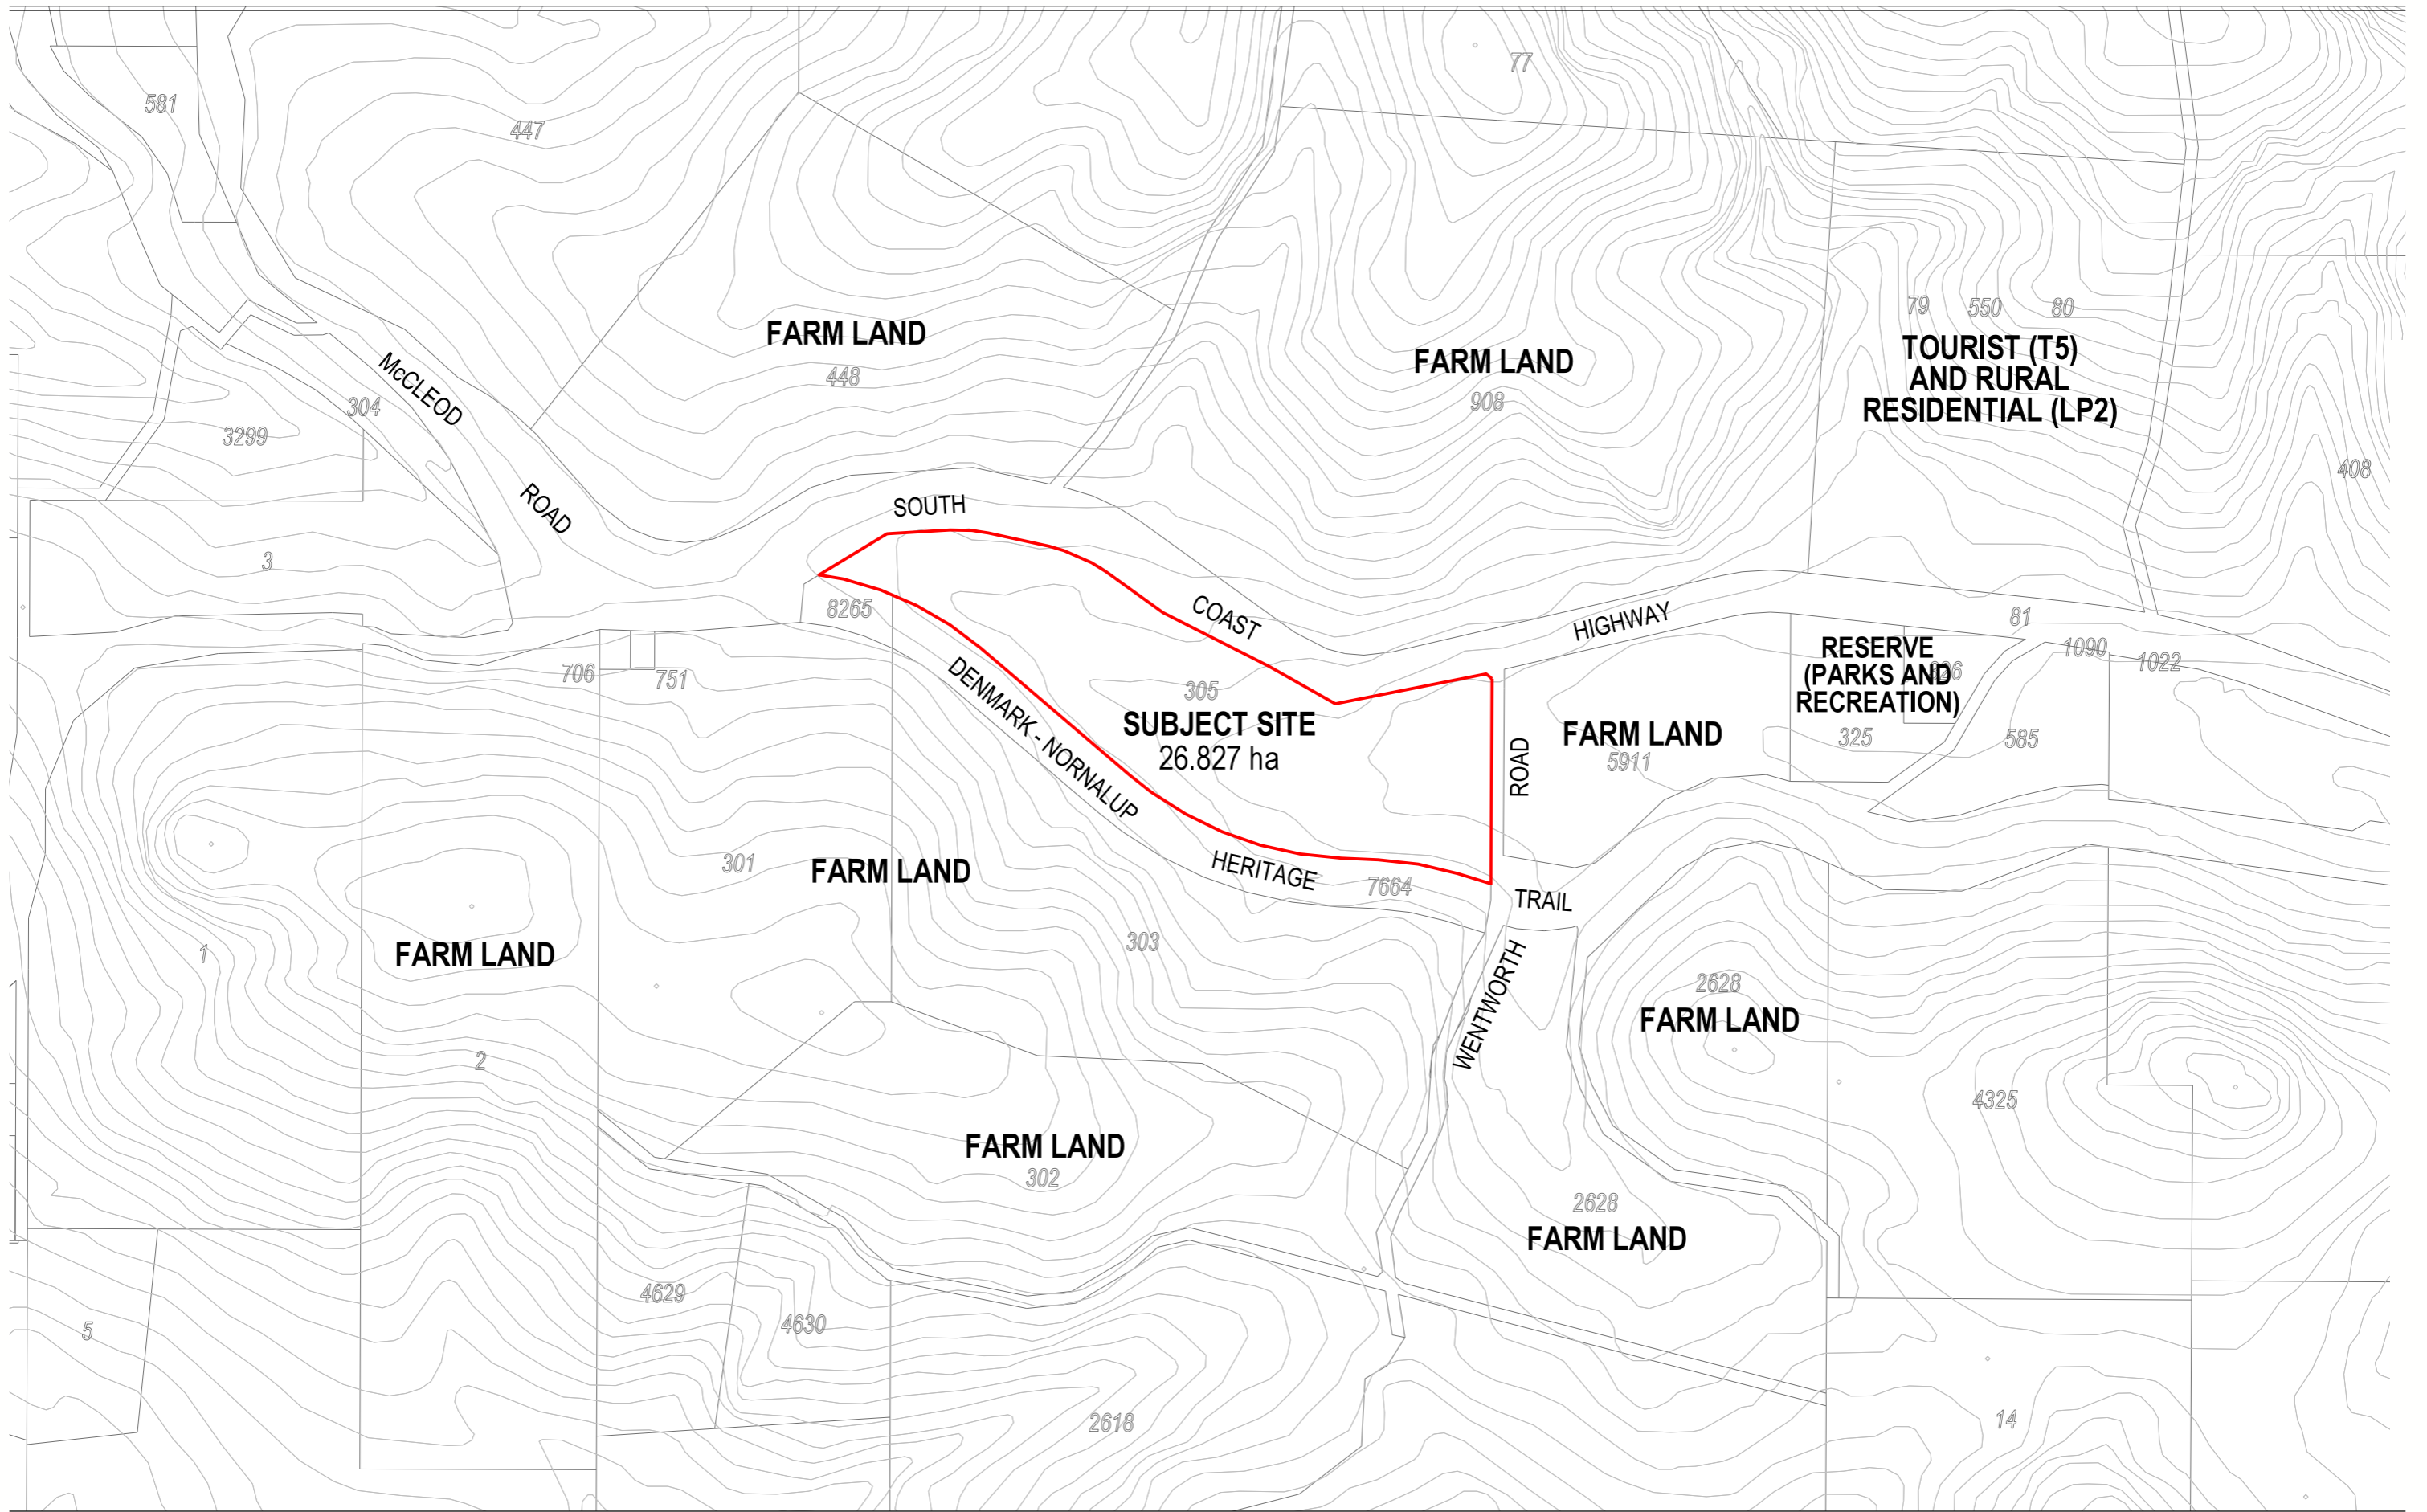 77
581
447
79
550
80
FARM LAND
448
FARM LAND
908
TOURIST (T5)
AND RURAL
RESIDENTIAL (LP2)
McCLEOD
ROAD
304
3299
408
SOUTH
COAST
HIGHWAY
3
8265
81
1090
1022
RESERVE
(PARKS AND
RECREATION)
325
585
706
751
305
SUBJECT SITE
26.827 ha
DENMARK - NORNALUP
HERITAGE
TRAIL
ROAD
FARM LAND
5911
301
FARM LAND
7664
303
FARM LAND
1
2
WENTWORTH
2628
FARM LAND
4325
FARM LAND
302
2628
FARM LAND
4629
4630
5
2618
14